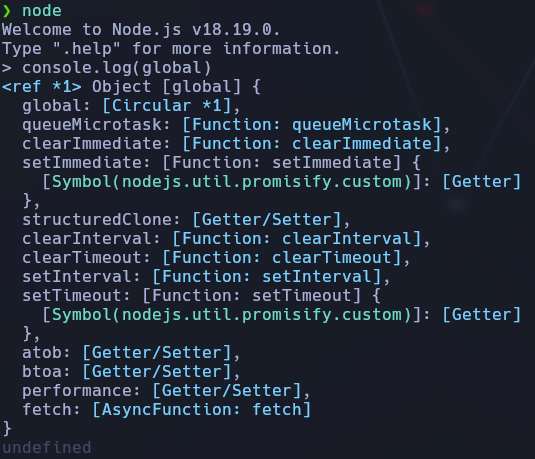 ❯ node
Welcome to Node.js v18.19.0.
Type ".help" for more information.
> console.log(global)
<ref *1> Object [global] {
  global: [Circular *1],
  queueMicrotask: [Function: queueMicrotask],
  clearImmediate: [Function: clearImmediate],
  setImmediate: [Function: setImmediate] {
    [Symbol(nodejs.util.promisify.custom)]: [Getter]
  },
  structuredClone: [Getter/Setter],
  clearInterval: [Function: clearInterval],
  clearTimeout: [Function: clearTimeout],
  setInterval: [Function: setInterval],
  setTimeout: [Function: setTimeout] {
    [Symbol(nodejs.util.promisify.custom)]: [Getter]
  },
  atob: [Getter/Setter],
  btoa: [Getter/Setter],
  performance: [Getter/Setter],
  fetch: [AsyncFunction: fetch]
}
undefined